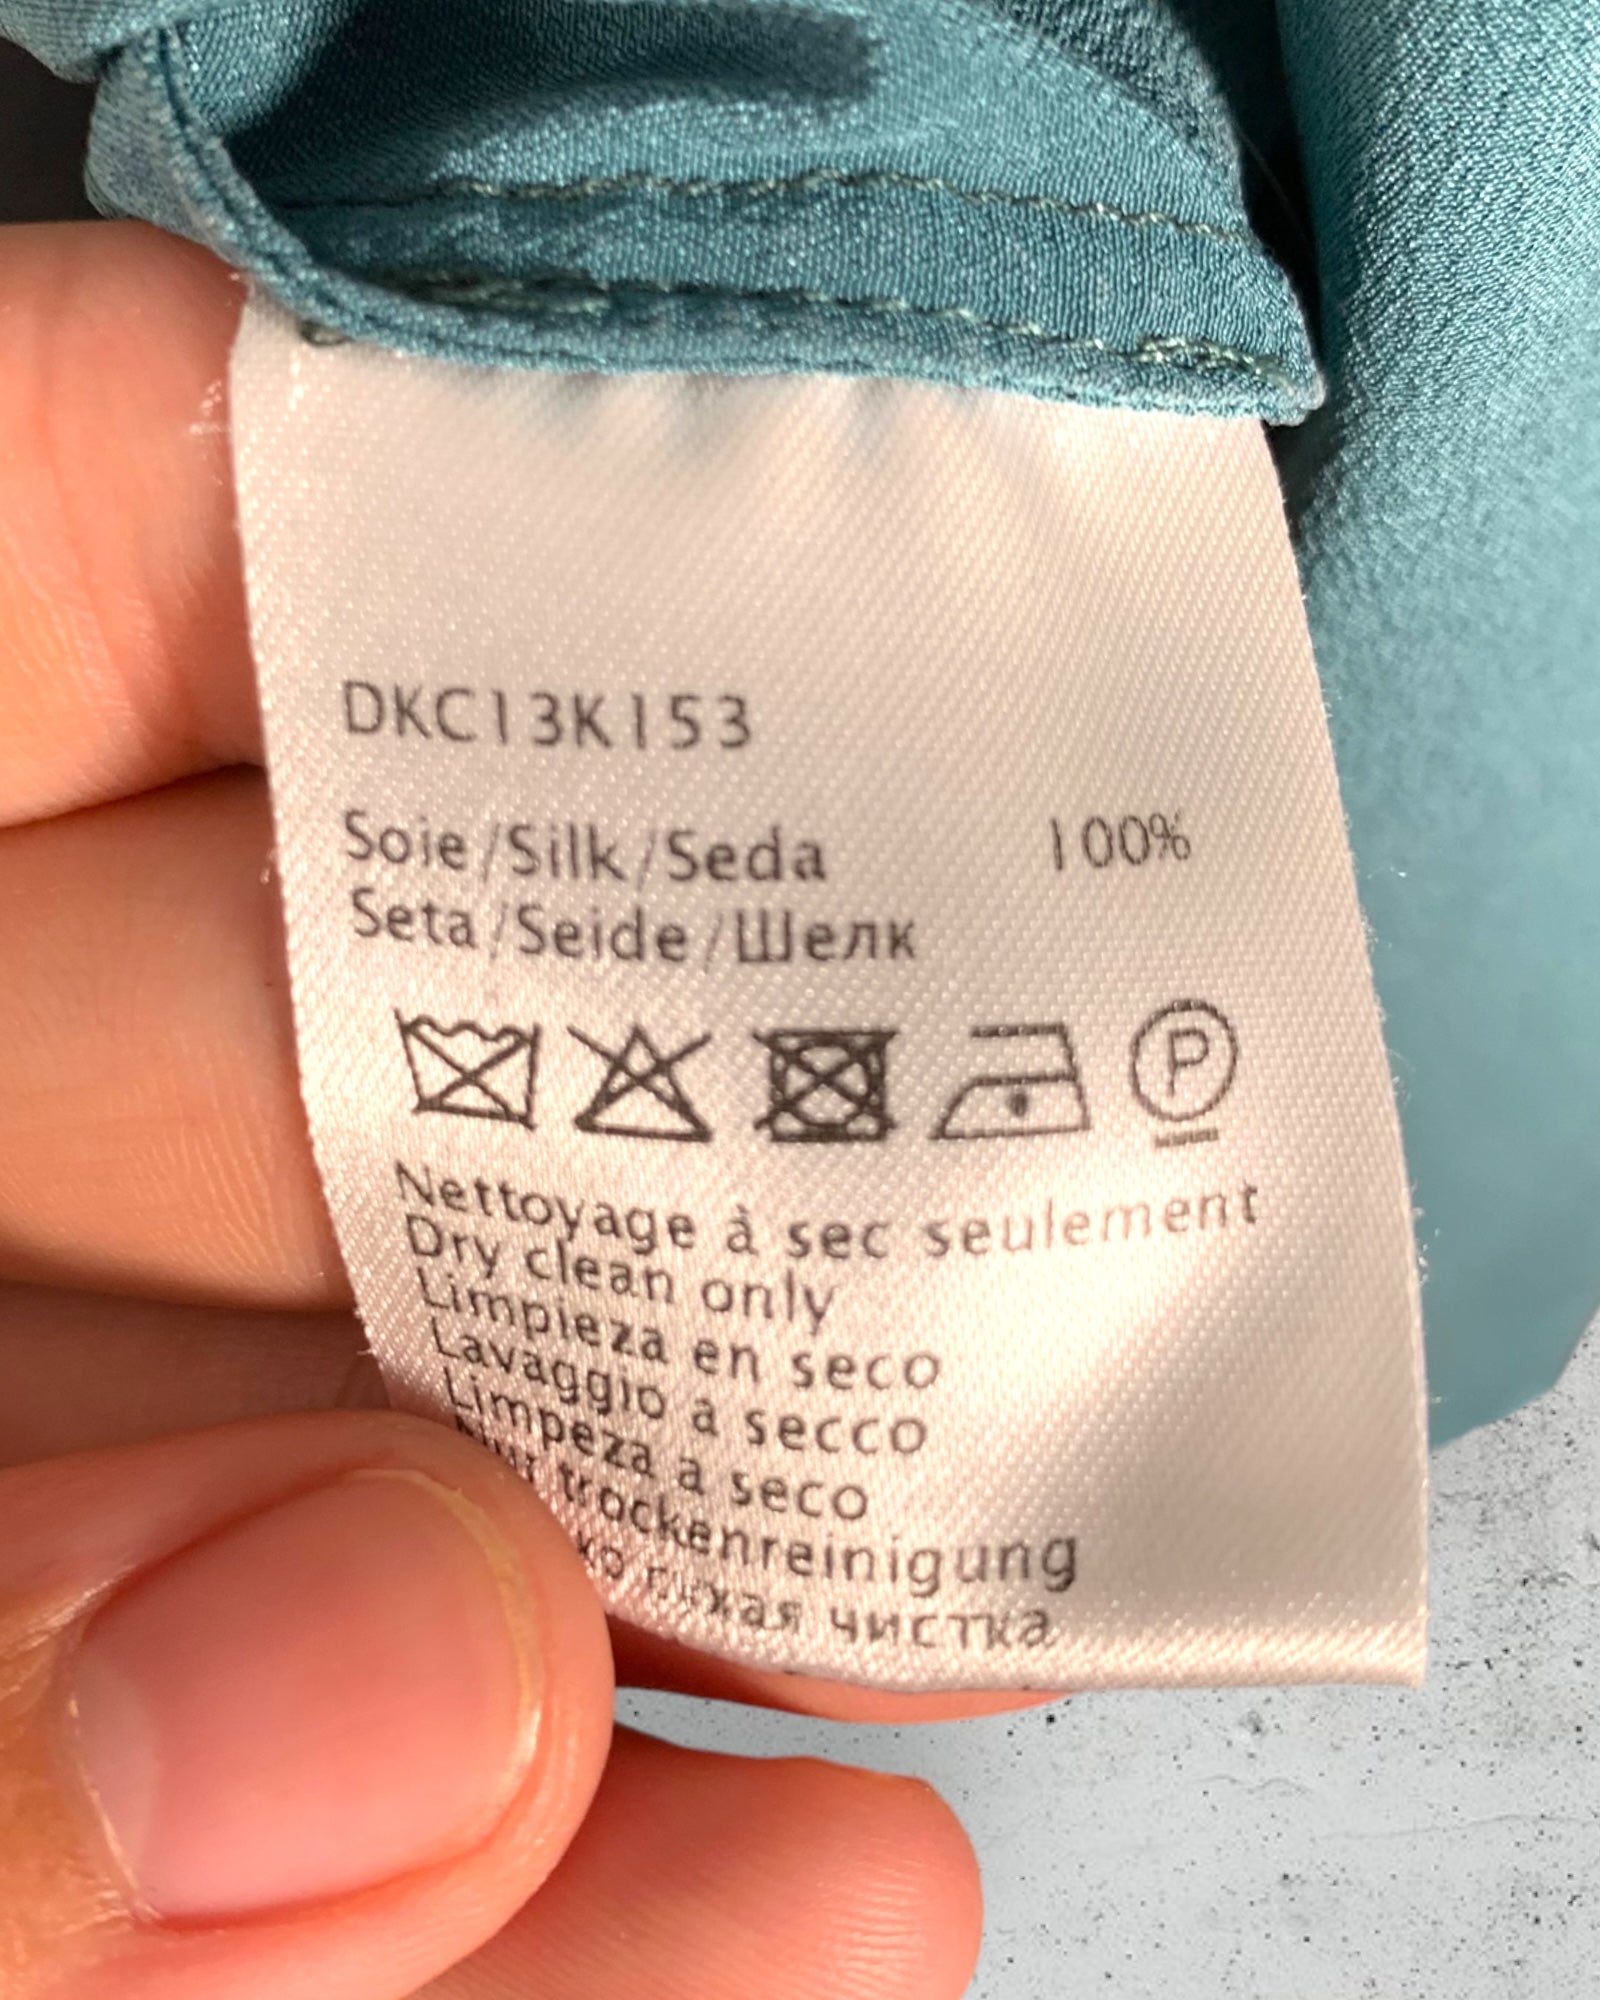 DKC13K153
Soie/Silk/Seda 100%
Seta/Seide/Шелк
P
Nettoyage à sec seulement
Dry clean only
Limpieza en seco
Lavaggio a secco
Limpeza a seco
trockenreinigung
сухая чистка